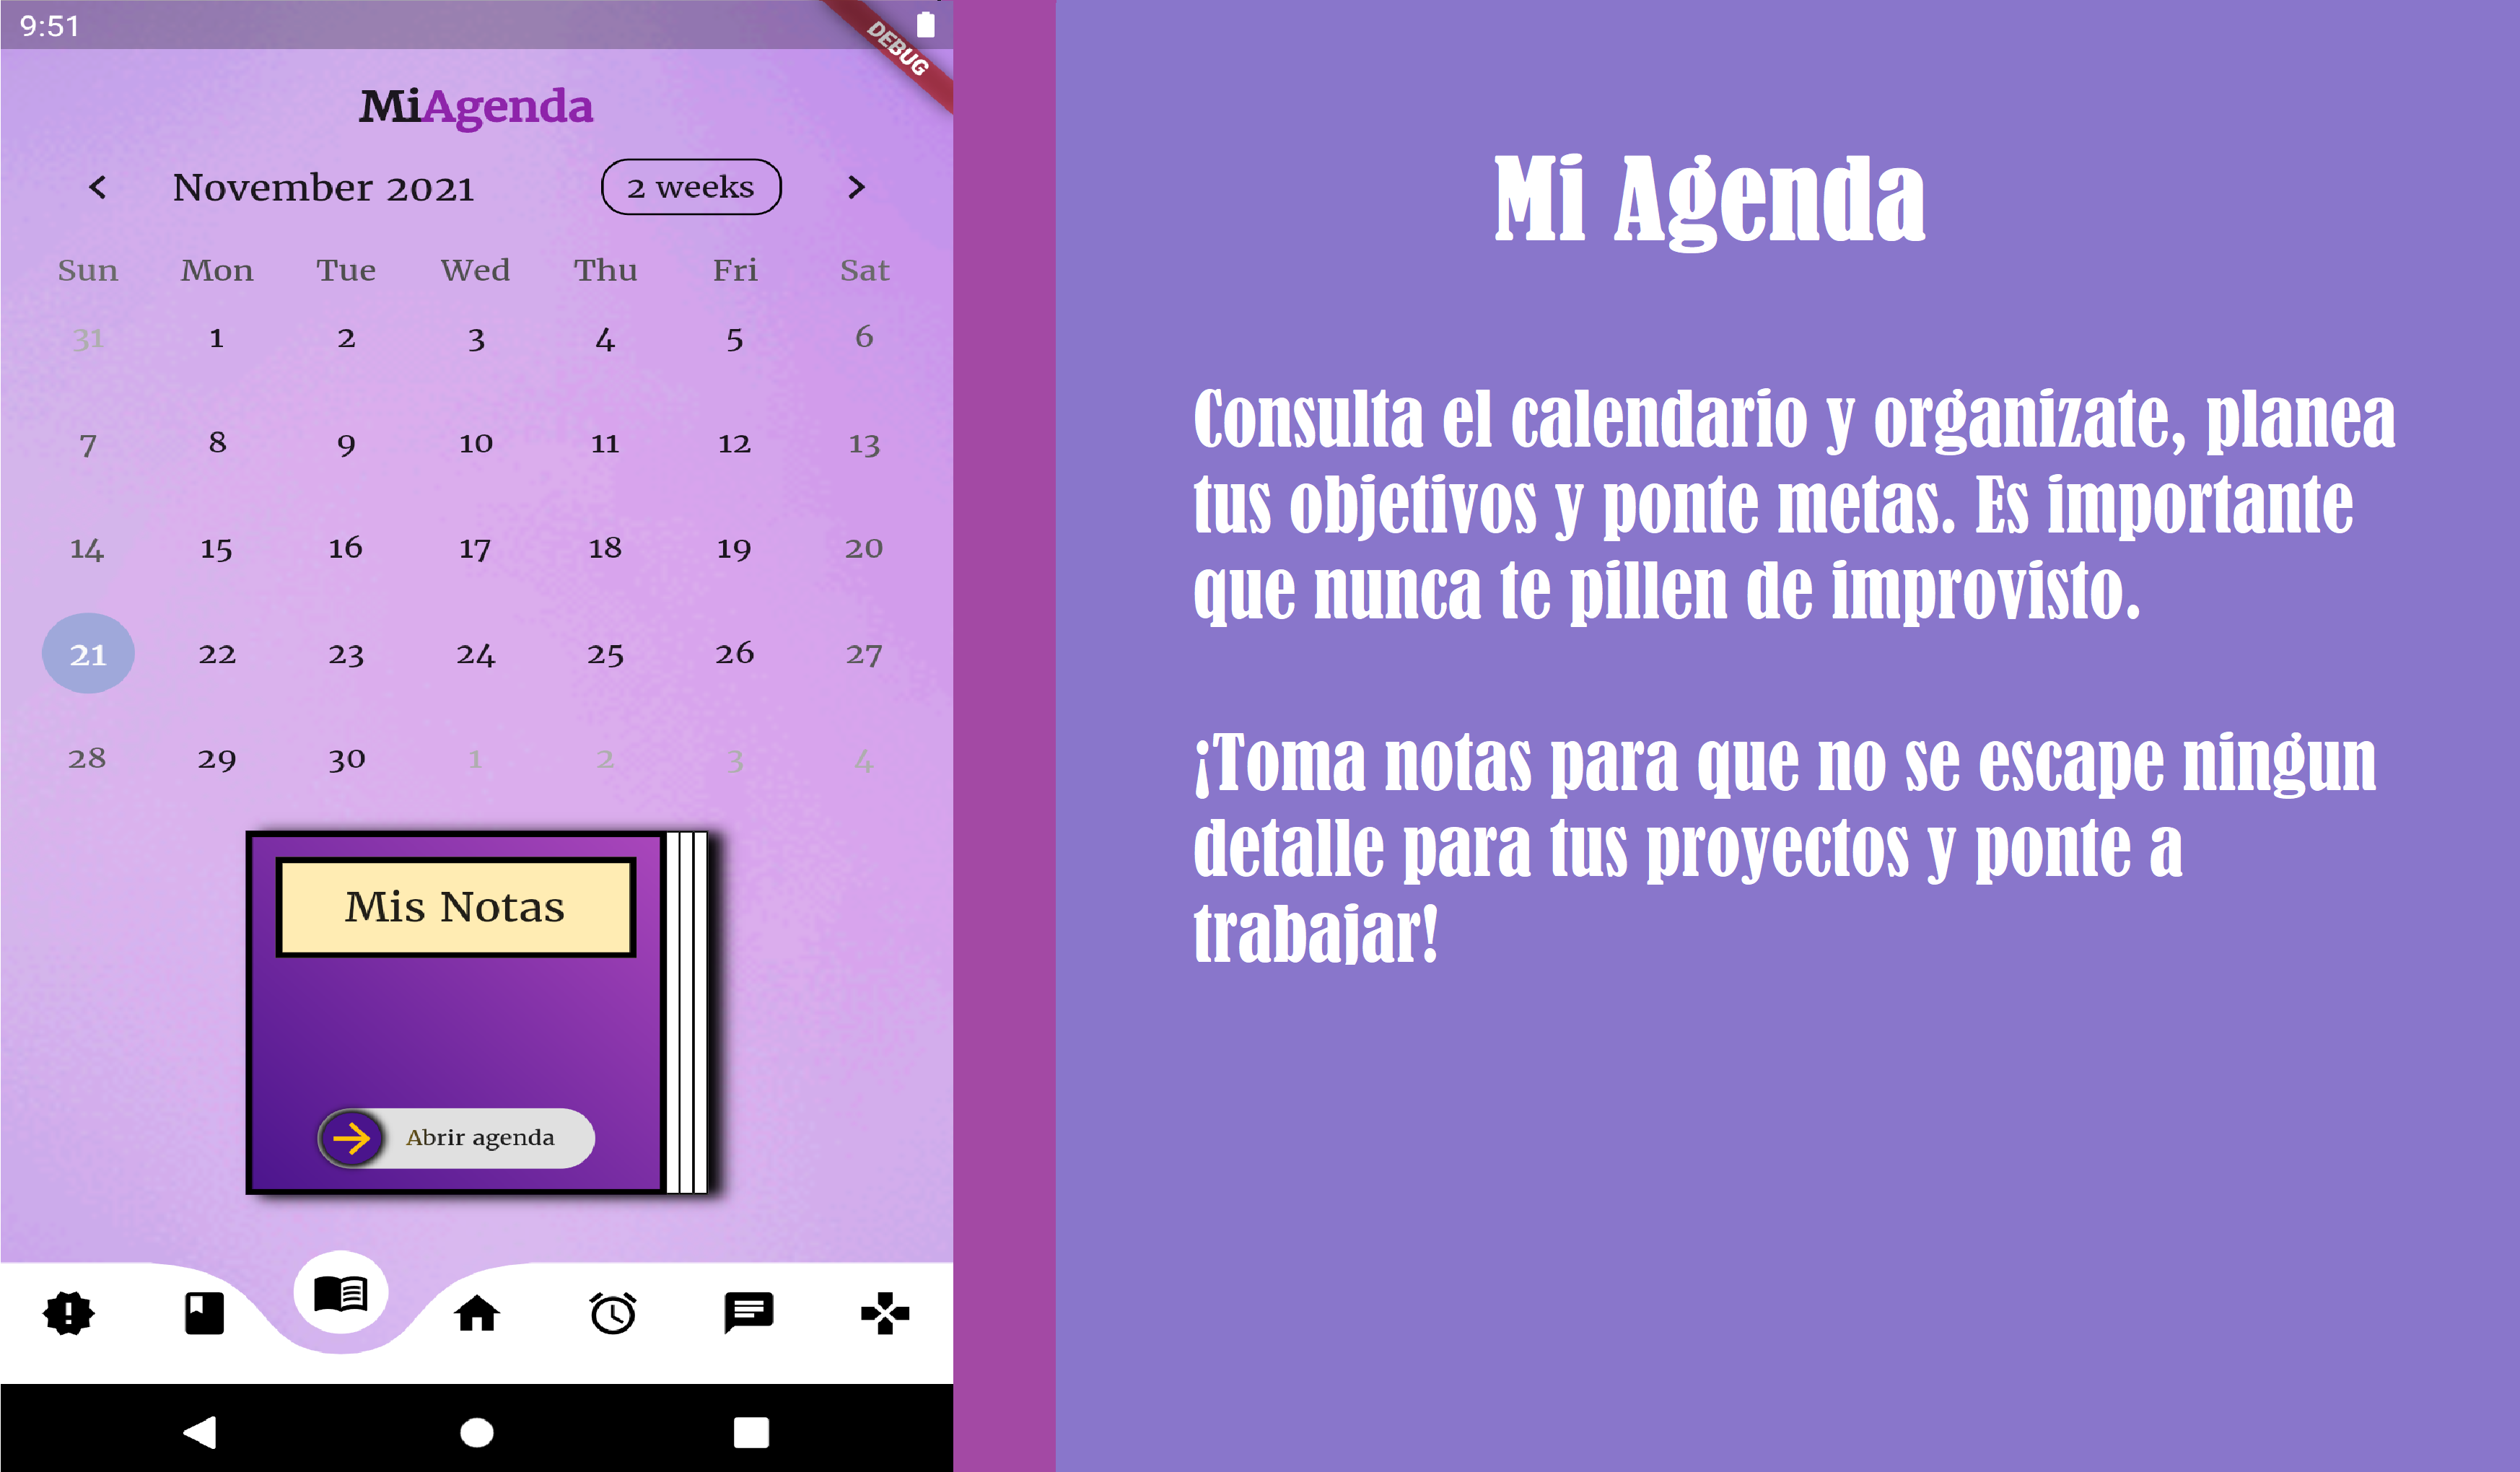 9:51
DEBUG
MiAgenda
November 2021
2 weeks
Sun Mon Tue Wed Thu Fri Sat
31 1 2 3 4 5 6
7 8 9 10 11 12 13
14 15 16 17 18 19 20
21 22 23 24 25 26 27
28 29 30 1 2 3 4
Mis Notas
Abrir agenda
Mi Agenda
Consulta el calendario y organizate, planea
tus objetivos y ponte metas. Es importante
que nunca te pillen de improvisto.
¡Toma notas para que no se escape ningun
detalle para tus proyectos y ponte a
trabajar!